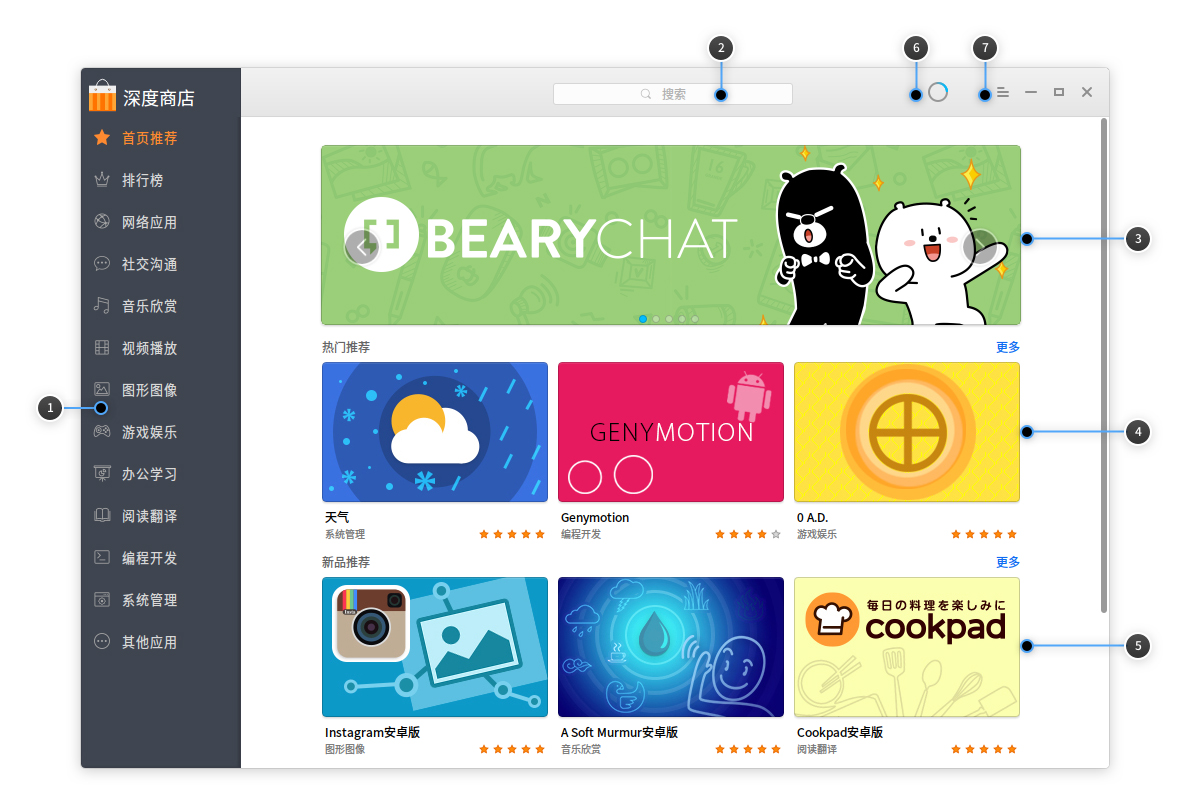 2
6
7
深度商店
搜索
首页推荐
排行榜
网络应用
社交沟通
音乐欣赏
视频播放
图形图像
游戏娱乐
办公学习
阅读翻译
编程开发
系统管理
其他应用
1
BEARYCHAT
3
热门推荐
更多
GENYMOTION
4
天气
系统管理
Genymotion
编程开发
0 A.D.
游戏娱乐
新品推荐
更多
Insta
毎日の料理を楽しみに
cookpad
5
Instagram安卓版
图形图像
A Soft Murmur安卓版
音乐欣赏
Cookpad安卓版
阅读翻译